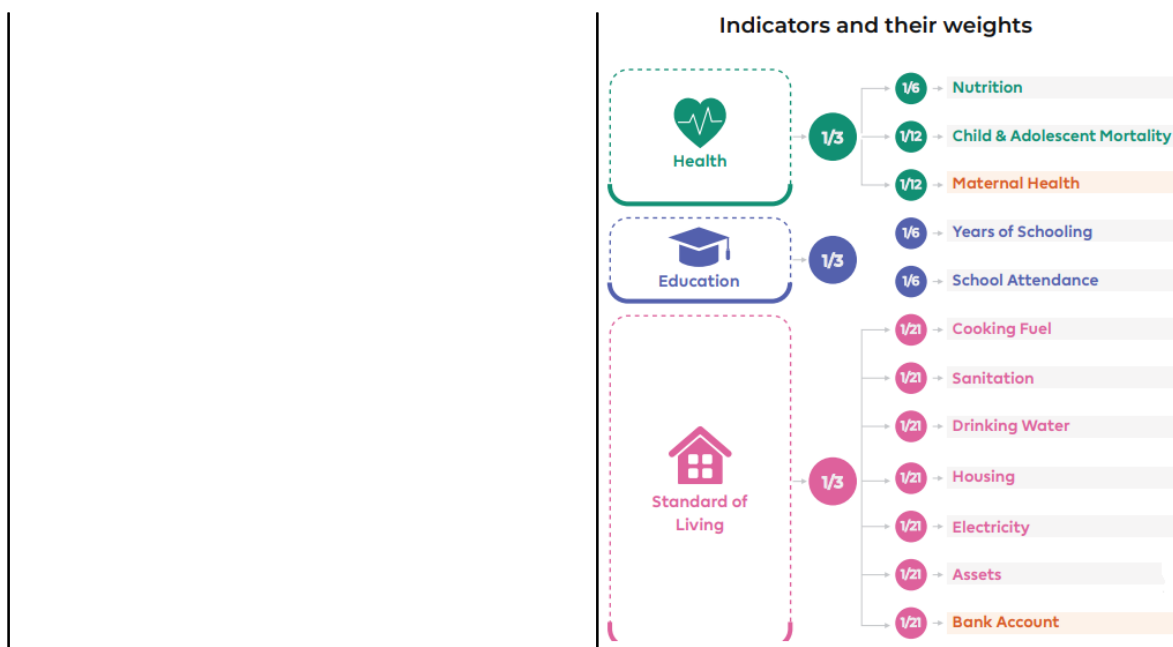 Indicators and their weights
Health
1/3
1/6
Nutrition
1/12
Child & Adolescent Mortality
1/12
Maternal Health
Education
1/3
1/6
Years of Schooling
1/6
School Attendance
Standard of
Living
1/3
1/21
Cooking Fuel
1/21
Sanitation
1/21
Drinking Water
1/21
Housing
1/21
Electricity
1/21
Assets
1/21
Bank Account